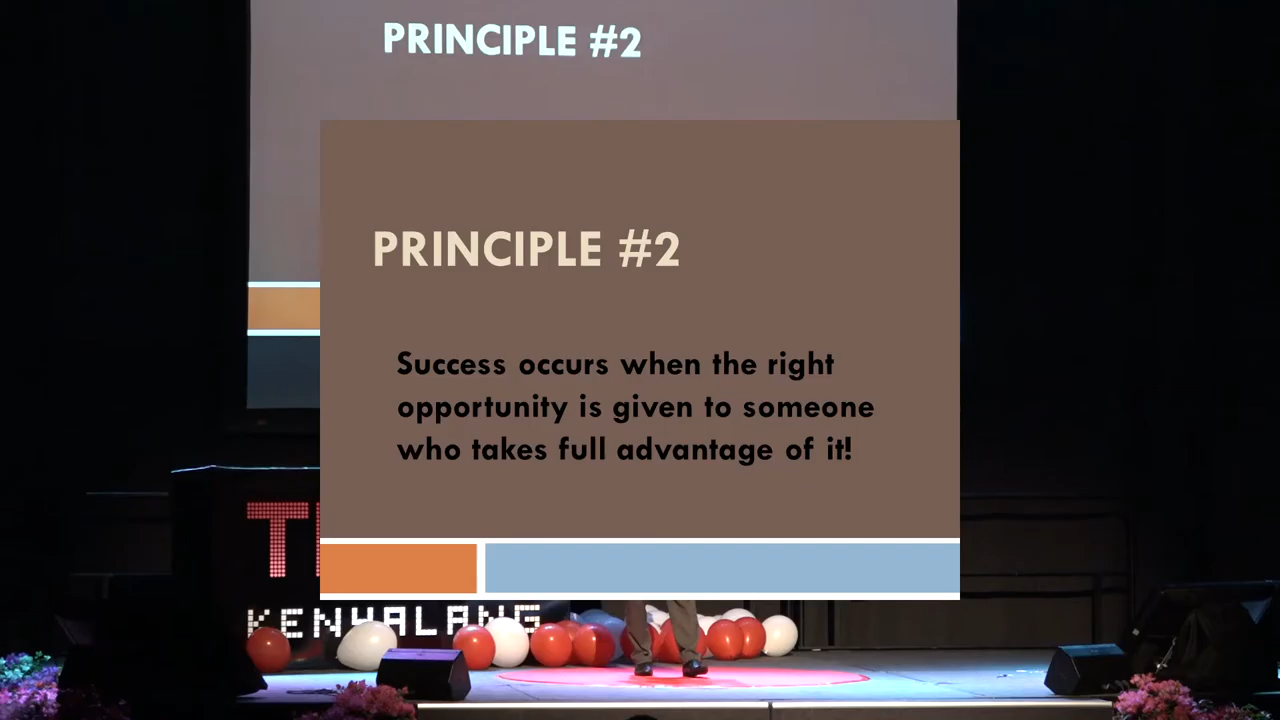 PRINCIPLE #2
PRINCIPLE #2
Success occurs when the right
opportunity is given to someone
who takes full advantage of it!
KENYALANG